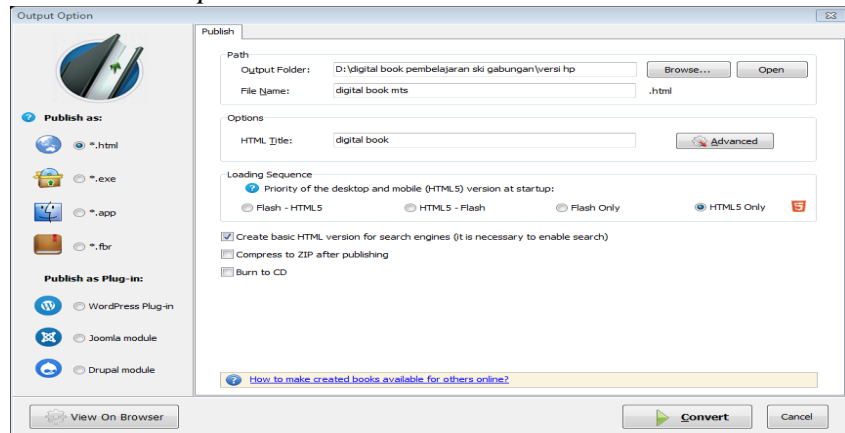 Output Option
Publish
Path
Output Folder: D:\digital book pembelajaran ski gabungan\versi hp Browse... Open
File Name: digital book mts .html
Publish as:
*.html
*.exe
*.app
*.fbr
Publish as Plug-in:
WordPress Plug-in
Joomla module
Drupal module
Options
HTML Title: digital book Advanced
Loading Sequence
Priority of the desktop and mobile (HTML5) version at startup:
Flash - HTML5 HTML5 - Flash Flash Only HTML5 Only
Create basic HTML version for search engines (it is necessary to enable search)
Compress to ZIP after publishing
Burn to CD
How to make created books available for others online?
View On Browser Convert Cancel